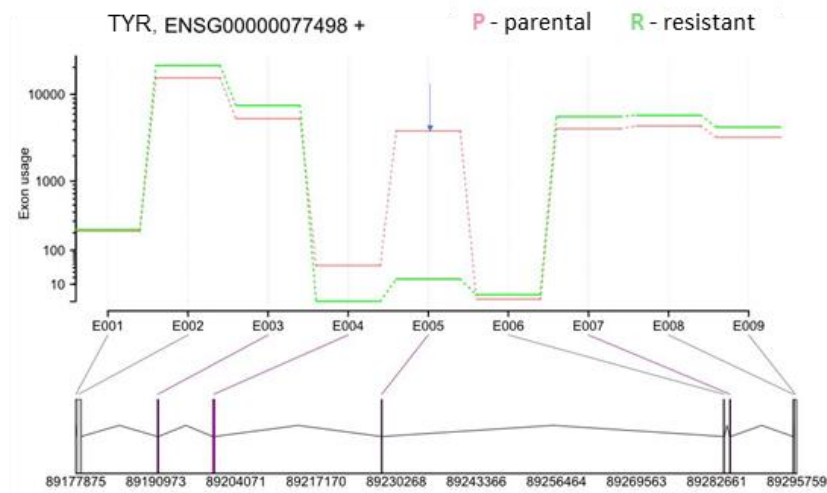 TYR, ENSG00000077498 + P - parental R - resistant
10000
1000
100
10
Exon usage
E001 E002 E003 E004 E005 E006 E007 E008 E009
89177875 89190973 89204071 89217170 89230268 89243366 89256464 89269563 89282661 89295759